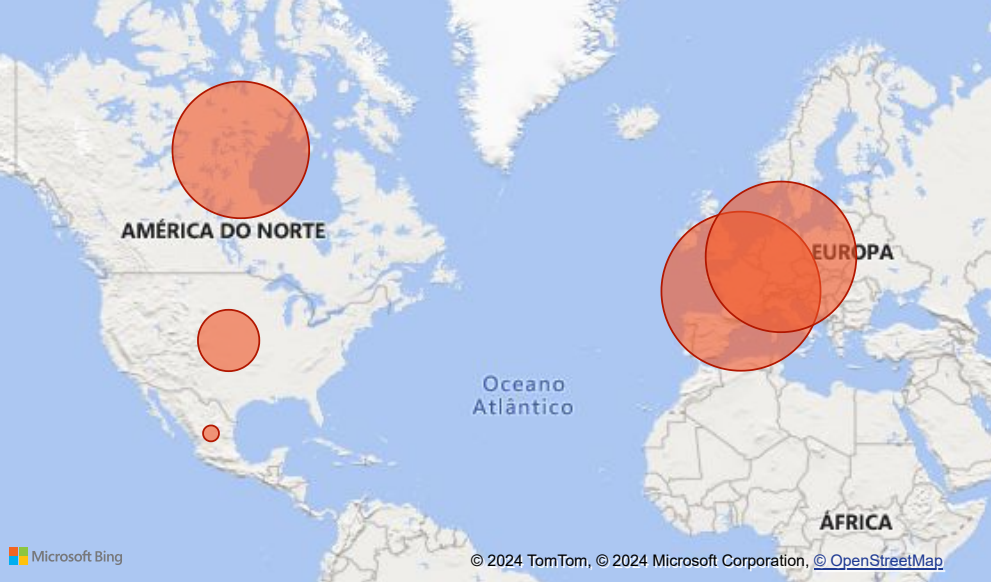 AMÉRICA DO NORTE
EUROPA
Oceano
Atlântico
ÁFRICA
Microsoft Bing
© 2024 TomTom, © 2024 Microsoft Corporation, © OpenStreetMap